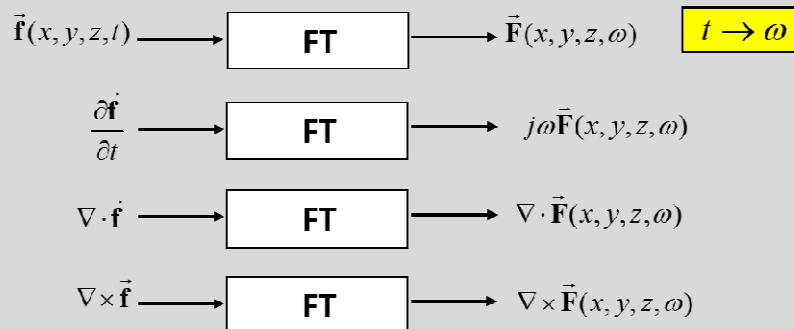 f⃗(x, y, z, t) FT F⃗(x, y, z, ω) t → ω
∂f⃗/∂t FT jωF⃗(x, y, z, ω)
∇ · f⃗ FT ∇ · F⃗(x, y, z, ω)
∇ × f⃗ FT ∇ × F⃗(x, y, z, ω)